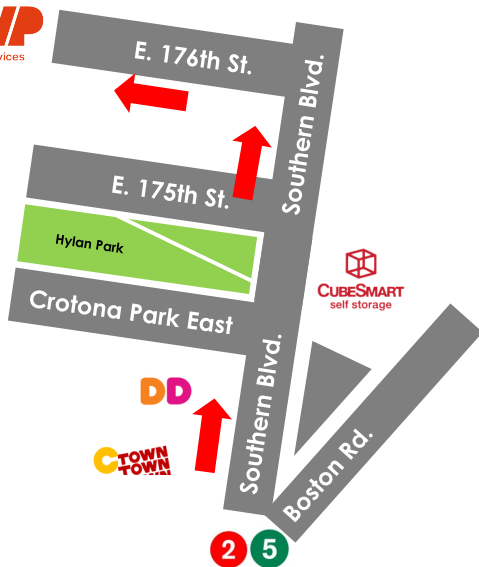 vices
E. 176th St.
Southern Blvd.
E. 175th St.
Hylan Park
CUBESMART
self storage
Crotona Park East
Southern Blvd.
DD
CTOWN
TOWN
Boston Rd.
2 5